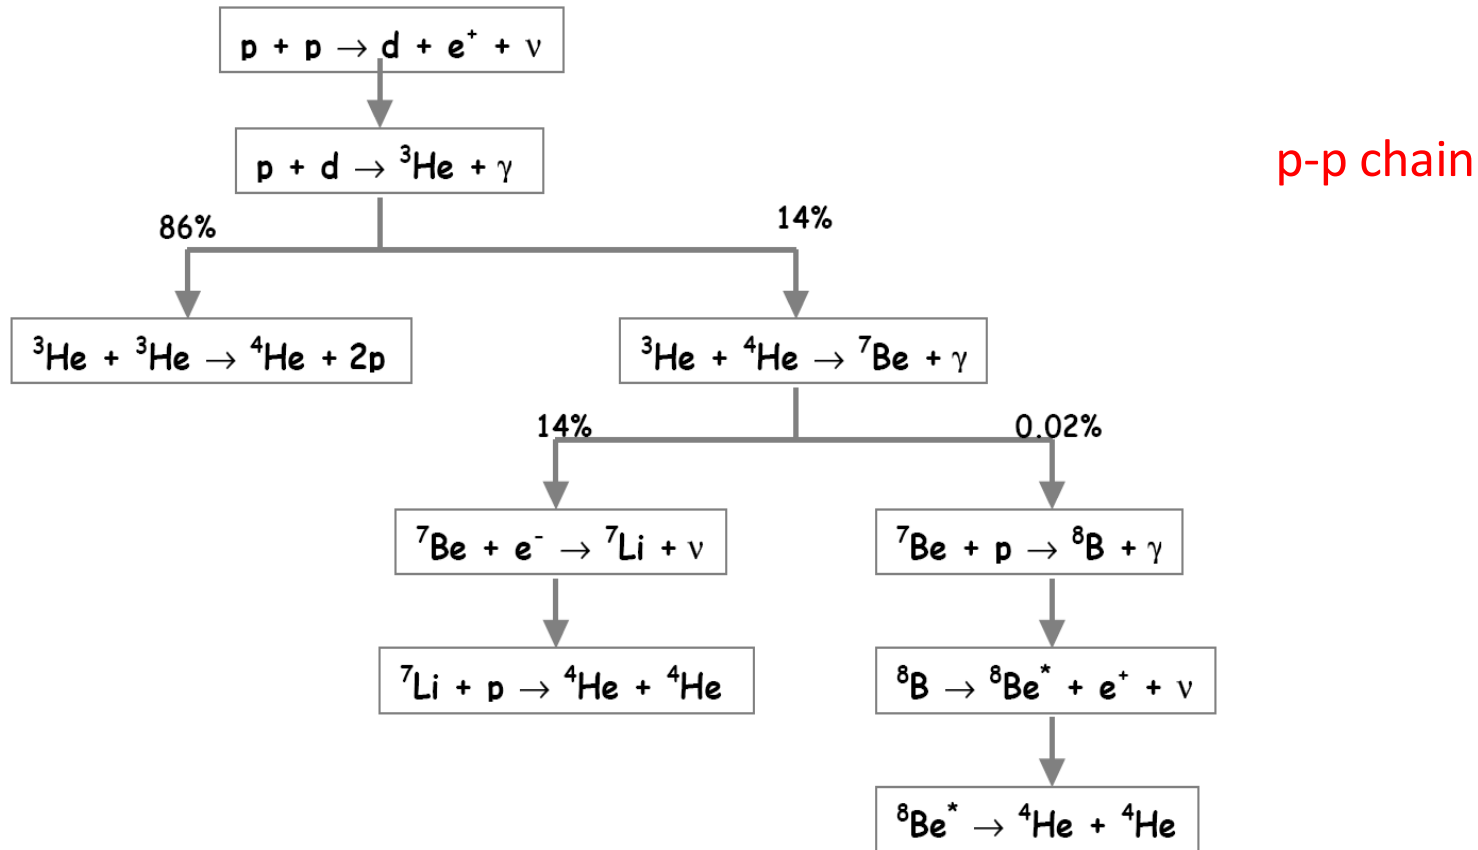 p + p → d + e⁺ + ν
p + d → ³He + γ
p-p chain
86%
14%
³He + ³He → ⁴He + 2p
³He + ⁴He → ⁷Be + γ
14%
0.02%
⁷Be + e⁻ → ⁷Li + ν
⁷Be + p → ⁸B + γ
⁷Li + p → ⁴He + ⁴He
⁸B → ⁸Be* + e⁺ + ν
⁸Be* → ⁴He + ⁴He